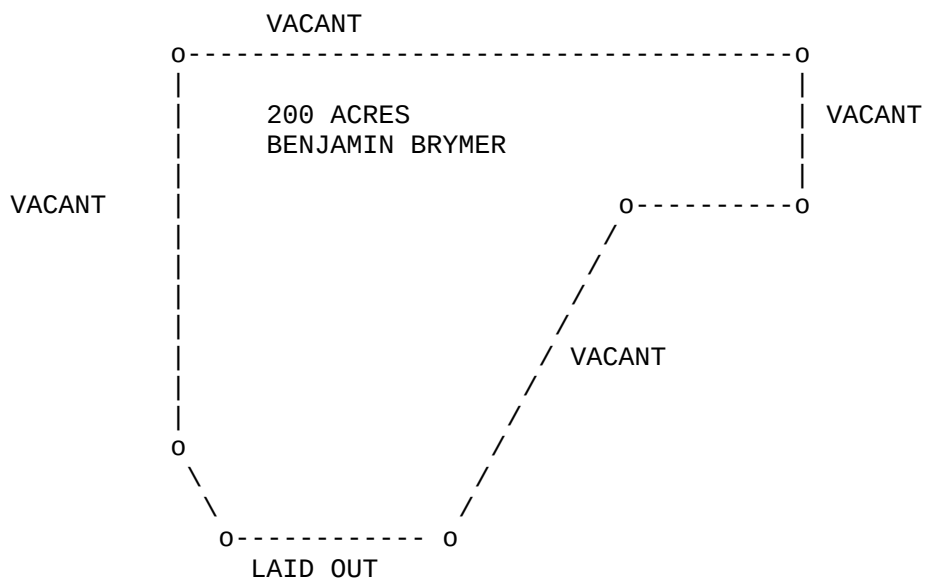 VACANT
200 ACRES
VACANT
BENJAMIN BRYMER
VACANT
VACANT
LAID OUT